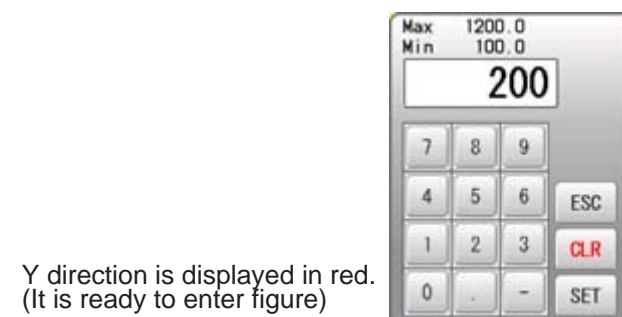 Max 1200.0
Min 100.0
200
7 8 9
4 5 6 ESC
1 2 3 CLR
Y direction is displayed in red.
(It is ready to enter figure)
0 . - SET